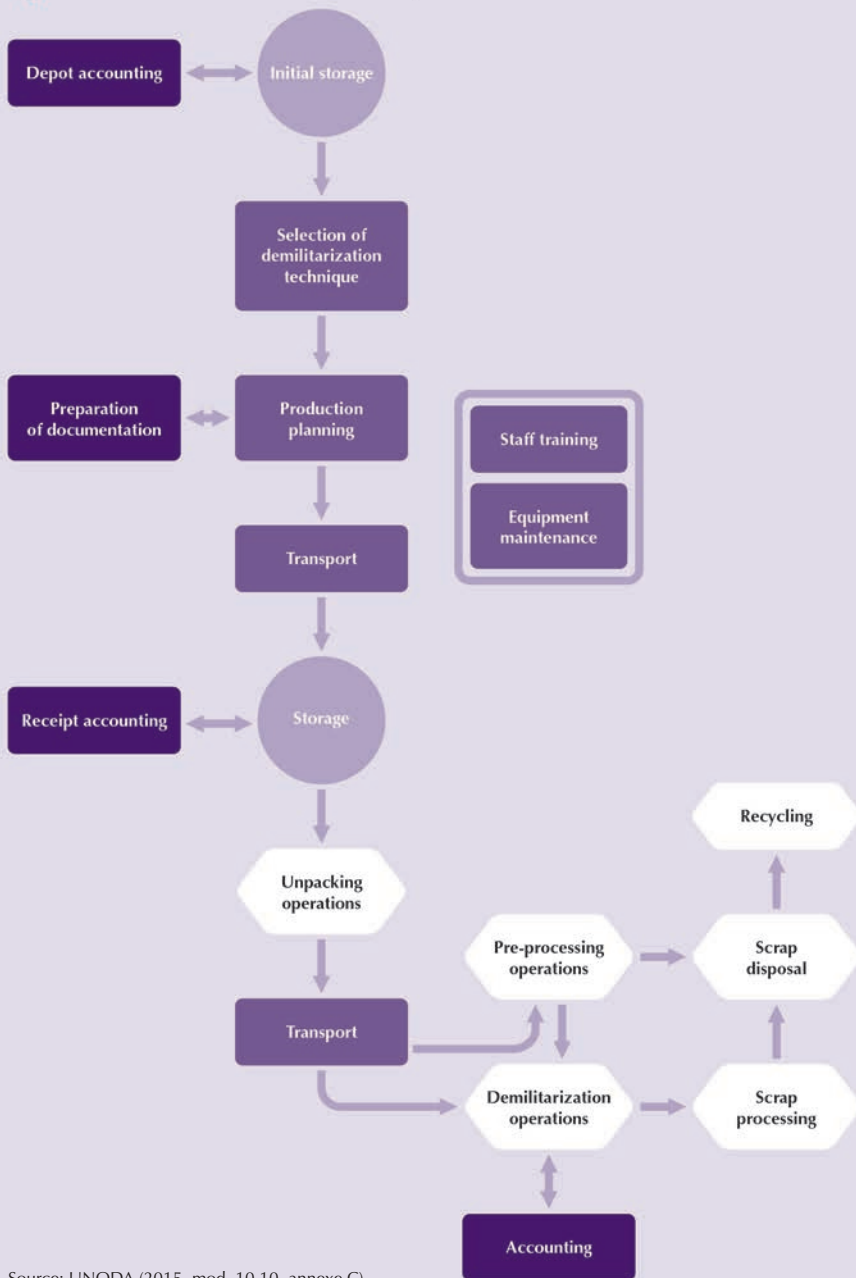 Depot accounting
Initial storage
Selection of
demilitarization
technique
Preparation
of documentation
Production
planning
Staff training
Equipment
maintenance
Transport
Receipt accounting
Storage
Recycling
Unpacking
operations
Pre-processing
operations
Scrap
disposal
Transport
Demilitarization
operations
Scrap
processing
Accounting
Source: UNODA (2015, mod. 10.10, annexe C)